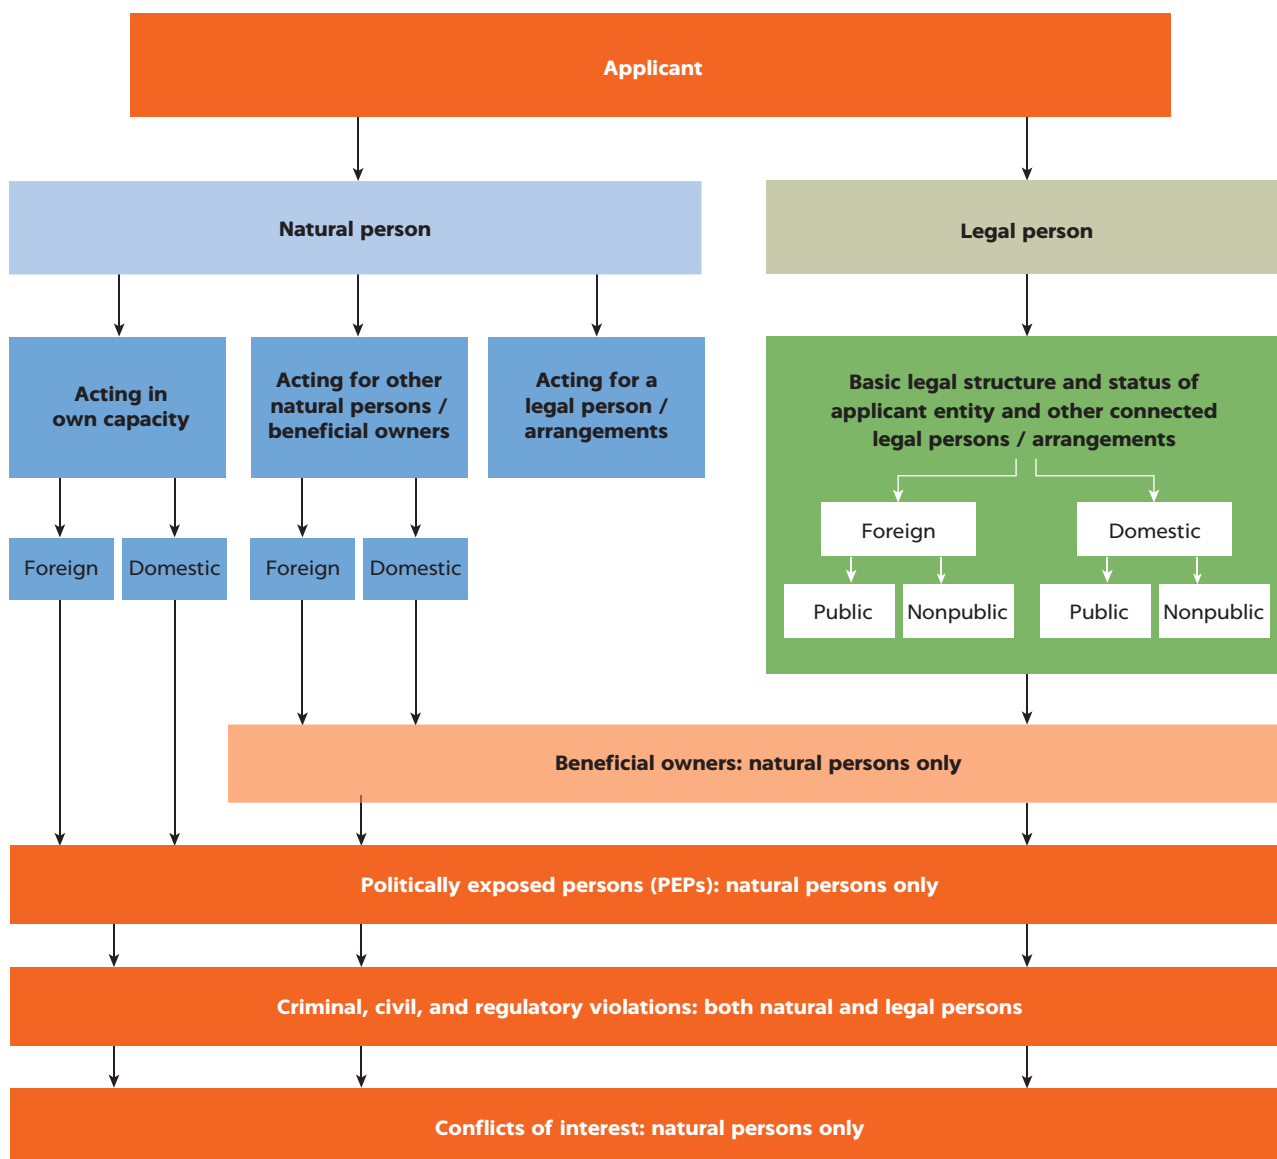 Applicant
Natural person
Legal person
Acting in
own capacity
Acting for other
natural persons /
beneficial owners
Acting for a
legal person /
arrangements
Basic legal structure and status of
applicant entity and other connected
legal persons / arrangements
Foreign
Domestic
Foreign
Domestic
Foreign
Domestic
Public
Nonpublic
Public
Nonpublic
Beneficial owners: natural persons only
Politically exposed persons (PEPs): natural persons only
Criminal, civil, and regulatory violations: both natural and legal persons
Conflicts of interest: natural persons only